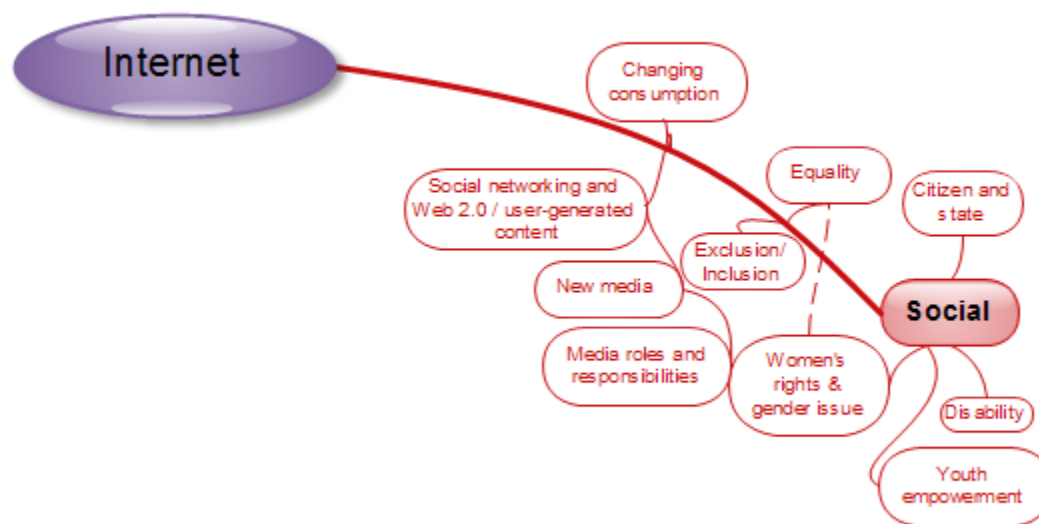 Internet
Changing
consumption
Equality
Citizen and
state
Social networking and
Web 2.0 / user-generated
content
Exclusion/
Inclusion
New media
Social
Media roles and
responsibilities
Women's
rights &
gender issue
Disability
Youth
empowerment